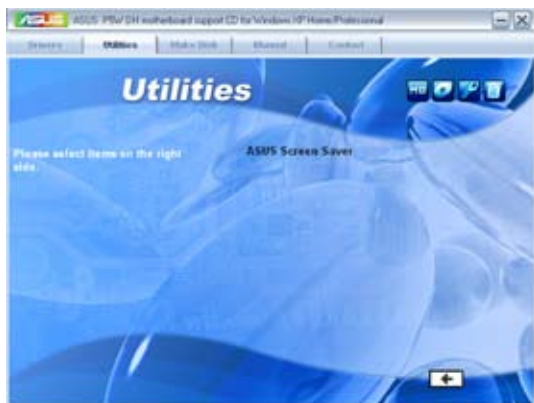 ASUS ASUS P5W DH motherboard support CD for Windows XP Home/Professional
Drivers Utilities Make Disk Manual Contact
Utilities
Please select items on the right side.
ASUS Screen Saver